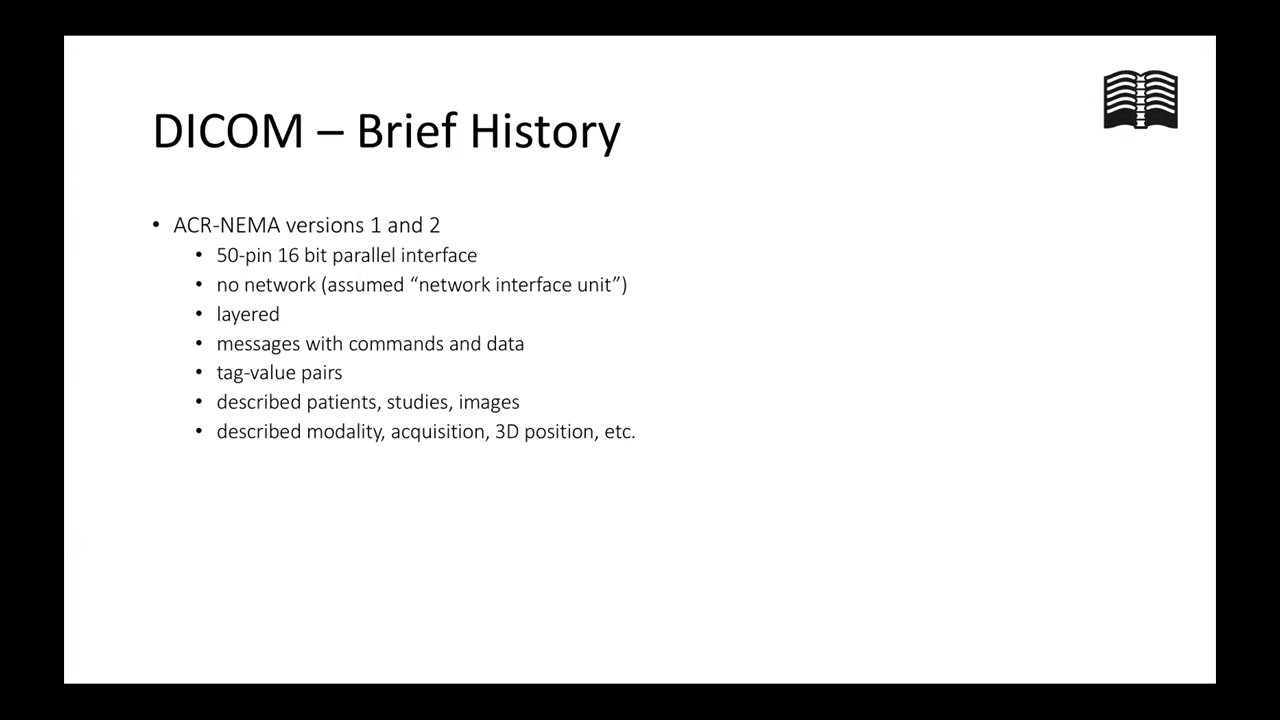 DICOM – Brief History
• ACR-NEMA versions 1 and 2
• 50-pin 16 bit parallel interface
• no network (assumed “network interface unit”)
• layered
• messages with commands and data
• tag-value pairs
• described patients, studies, images
• described modality, acquisition, 3D position, etc.